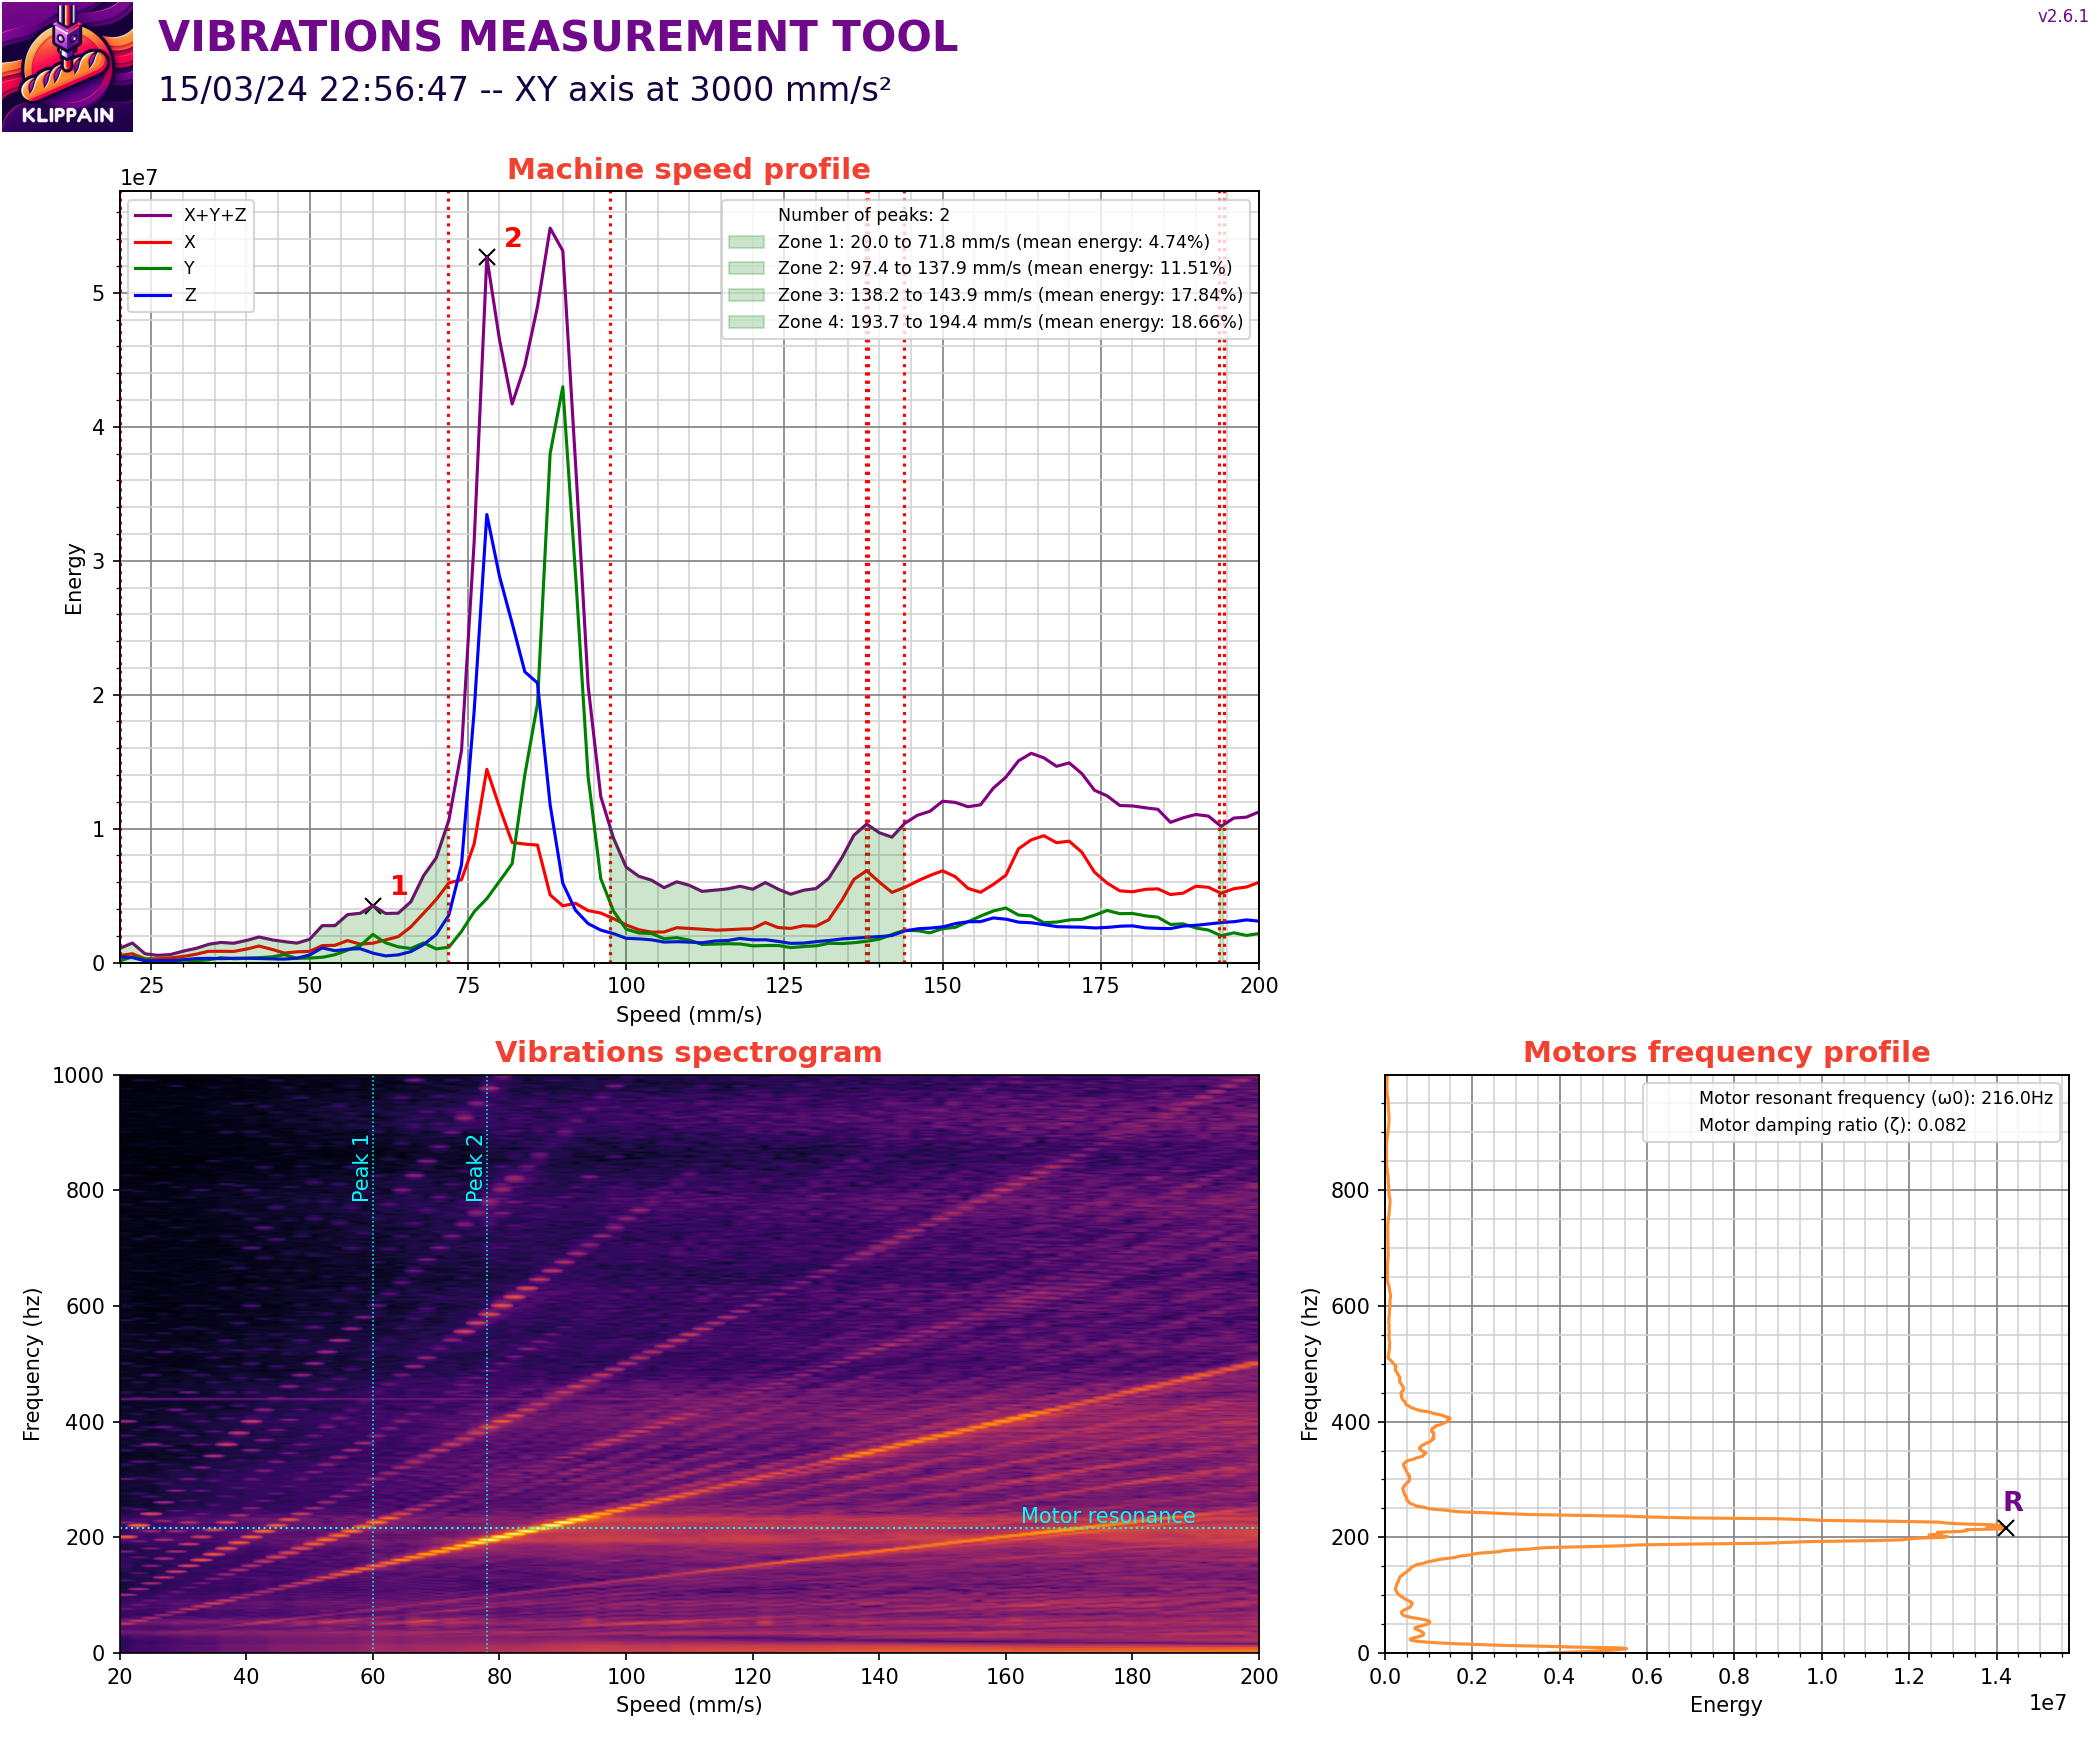 VIBRATIONS MEASUREMENT TOOL
v2.6.1
15/03/24 22:56:47 -- XY axis at 3000 mm/s²
KLIPPAIN
Machine speed profile
1e7
X+Y+Z
X
Y
Z
Number of peaks: 2
Zone 1: 20.0 to 71.8 mm/s (mean energy: 4.74%)
Zone 2: 97.4 to 137.9 mm/s (mean energy: 11.51%)
Zone 3: 138.2 to 143.9 mm/s (mean energy: 17.84%)
Zone 4: 193.7 to 194.4 mm/s (mean energy: 18.66%)
2
1
5
4
3
2
1
0
Energy
25 50 75 100 125 150 175 200
Speed (mm/s)
Vibrations spectrogram
1000
800
600
400
200
0
Frequency (hz)
Peak 1
Peak 2
Motor resonance
20 40 60 80 100 120 140 160 180 200
Speed (mm/s)
Motors frequency profile
Motor resonant frequency (ω0): 216.0Hz
Motor damping ratio (ζ): 0.082
800
600
400
200
0
Frequency (hz)
R
0.0 0.2 0.4 0.6 0.8 1.0 1.2 1.4
Energy
1e7